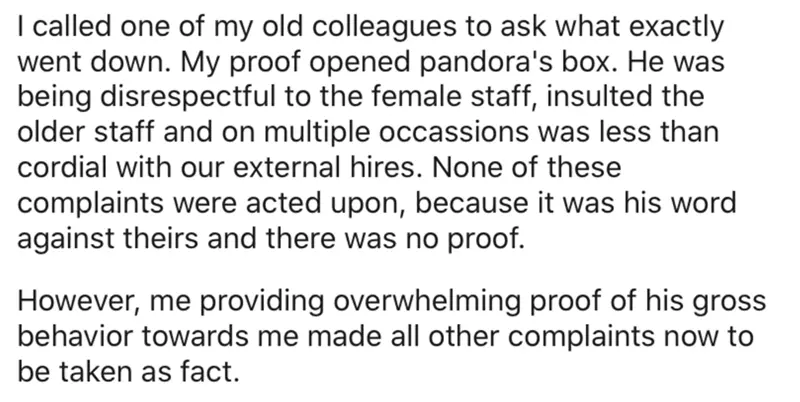 I called one of my old colleagues to ask what exactly
went down. My proof opened pandora's box. He was
being disrespectful to the female staff, insulted the
older staff and on multiple occassions was less than
cordial with our external hires. None of these
complaints were acted upon, because it was his word
against theirs and there was no proof.
However, me providing overwhelming proof of his gross
behavior towards me made all other complaints now to
be taken as fact.